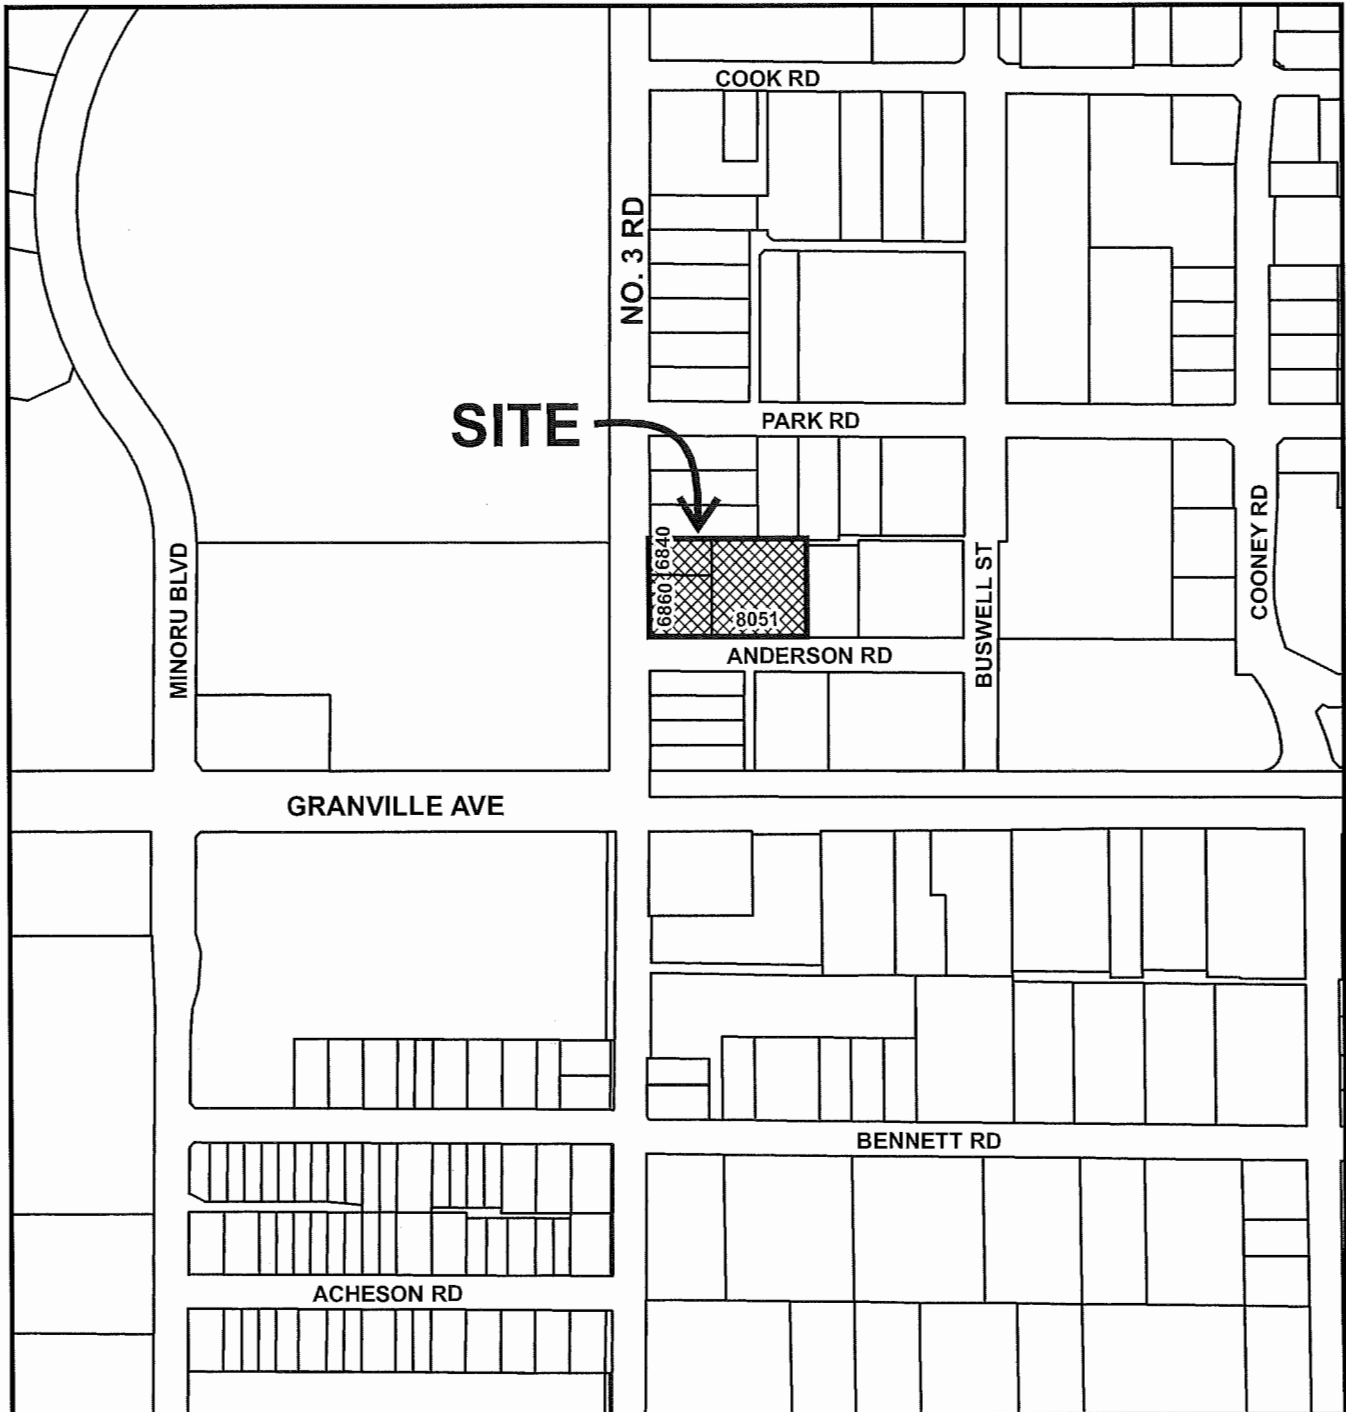 COOK RD
NO. 3 RD
SITE
PARK RD
6840
6860
8051
ANDERSON RD
MINORU BLVD
BUSWELL ST
COONEY RD
GRANVILLE AVE
BENNETT RD
ACHESON RD